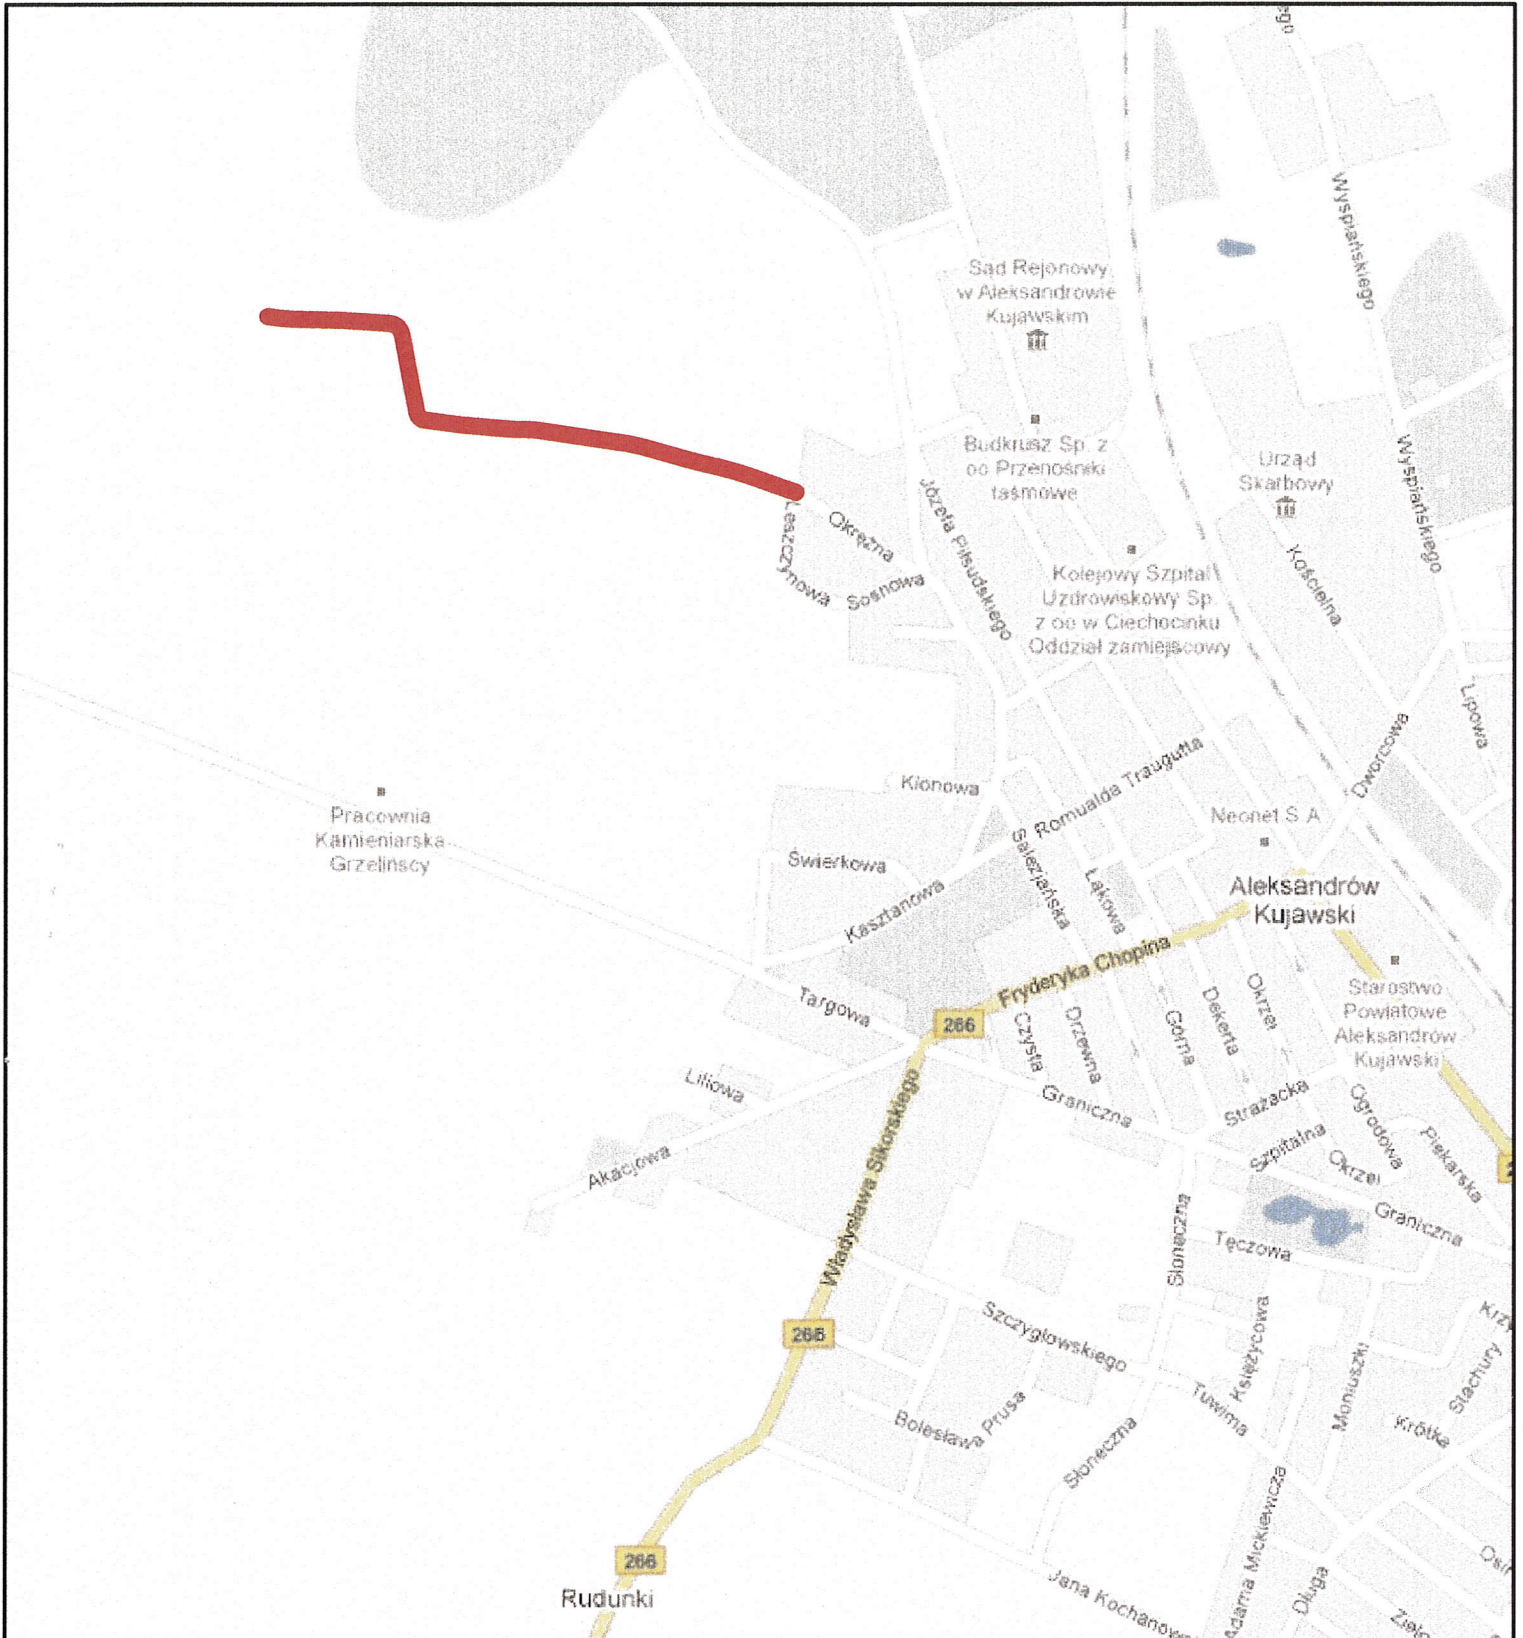 Wyspiańskiego
Sąd Rejonowy
w Aleksandrowie
Kujawskim
Budkrusz Sp. z
oo Przenośniki
taśmowe
Urząd
Skarbowy
Wyspiańskiego
Józefa Piłsudskiego
Okrężna
Leszczynowa
Sosnowa
Kolejowy Szpital
Uzdrowiskowy Sp.
z oo w Ciechocinku
Oddział zamiejscowy
Kościelna
Lipowa
Dworcowa
Klonowa
Romualda Traugutta
Neonet S A
Pracownia
Kamieniarska
Grzelińscy
Świerkowa
Kasztanowa
Salezjańska
Łąkowa
Aleksandrów
Kujawski
Fryderyka Chopina
Targowa
266
Czysta
Drzewna
Górna
Dekerta
Okrzei
Starostwo
Powiatowe
Aleksandrów
Kujawski
Liliowa
Graniczna
Strażacka
Ogrodowa
Piekarska
Akacjowa
Szpitalna
Okrzei
Władysława Sikorskiego
Słoneczna
Graniczna
Tęczowa
266
Szczygłowskiego
Księżycowa
Moniuszki
Stachury
Tuwima
Krótka
Bolesława Prusa
Słoneczna
266
Rudunki
Jana Kochanows
Adama Mickiewicza
Długa